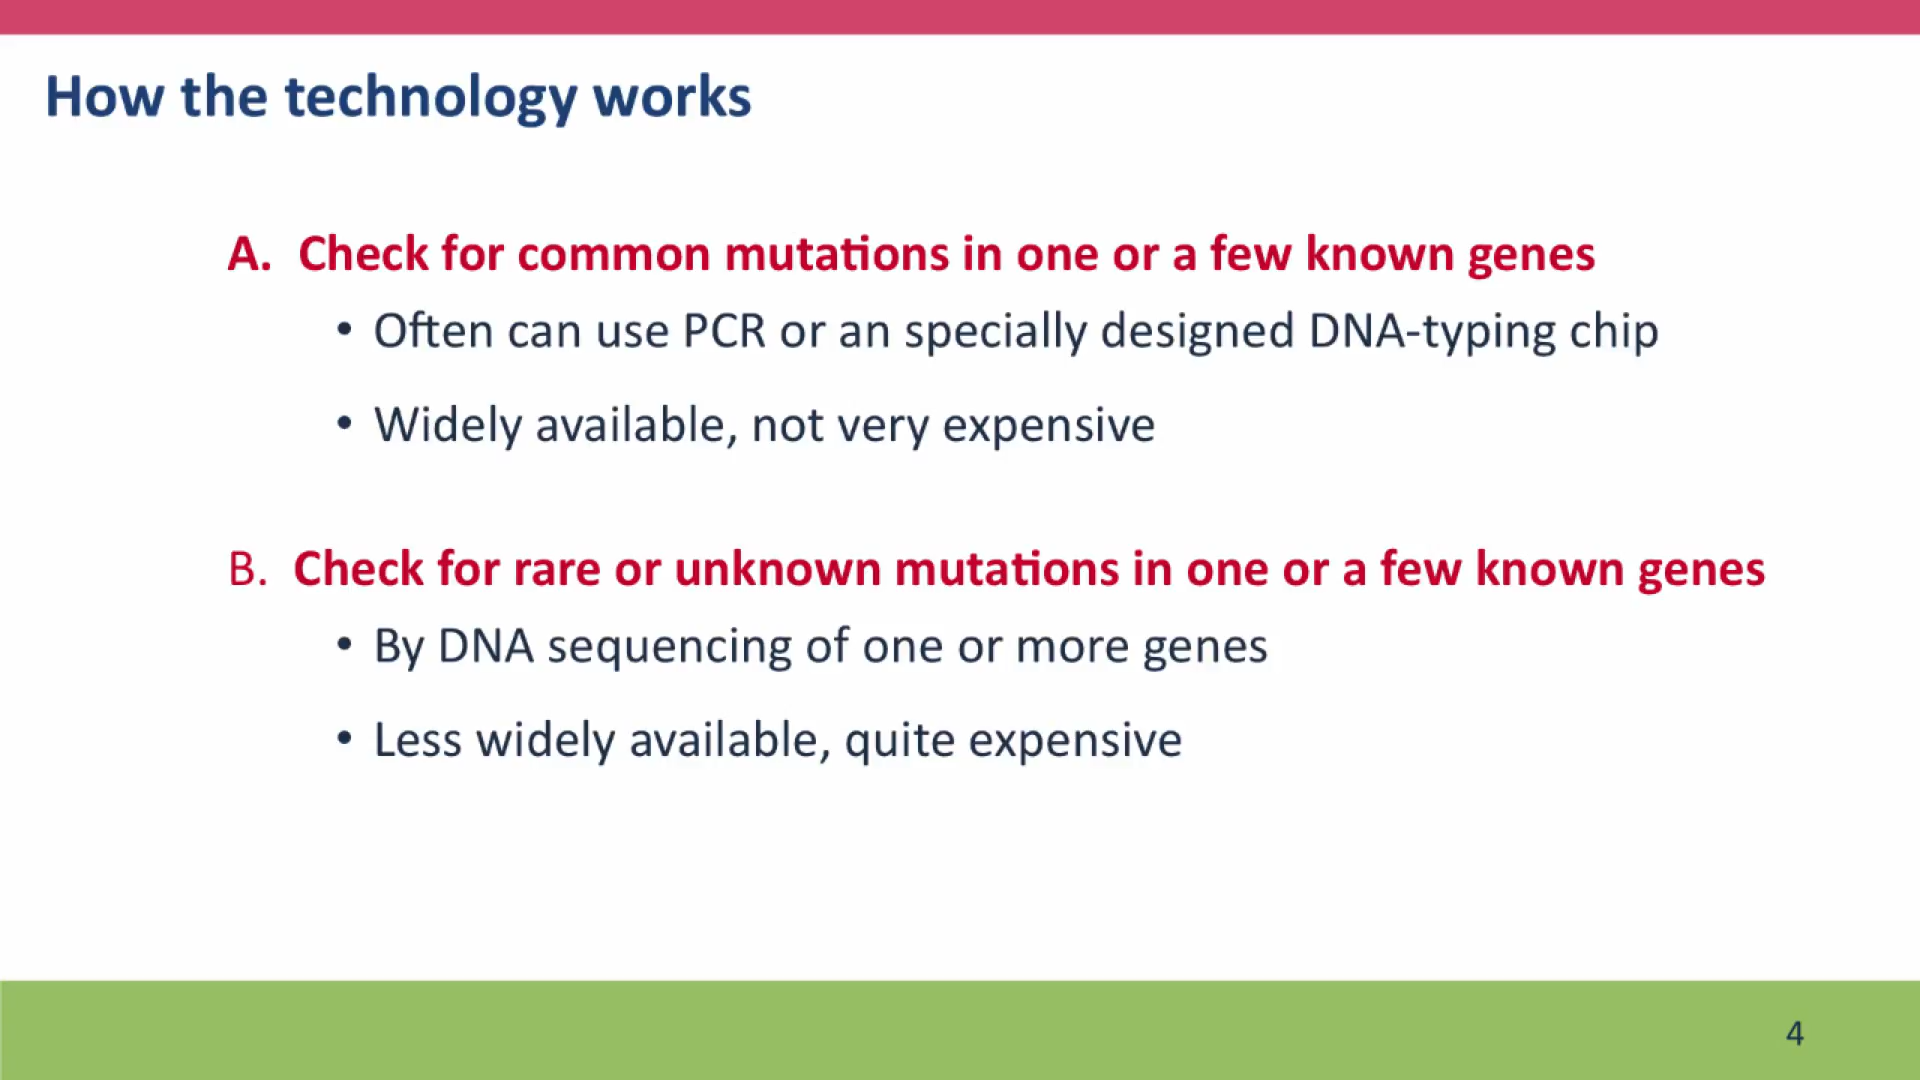 How the technology works
A. Check for common mutations in one or a few known genes
• Often can use PCR or an specially designed DNA-typing chip
• Widely available, not very expensive
B. Check for rare or unknown mutations in one or a few known genes
• By DNA sequencing of one or more genes
• Less widely available, quite expensive
4